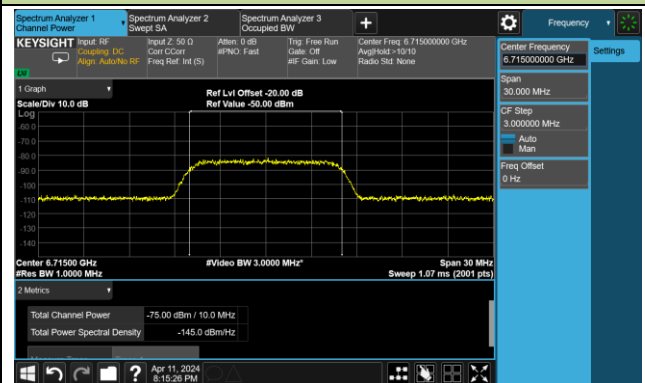 Spectrum Analyzer 1
Channel Power
Spectrum Analyzer 2
Swept SA
Spectrum Analyzer 3
Occupied BW
Frequency
KEYSIGHT
Input: RF
Coupling: DC
Align: Auto/No RF
Input Z: 50 Ω
Corr CCorr
Freq Ref: Int (S)
Atten: 0 dB
#PNO: Fast
Trig: Free Run
Gate: Off
#IF Gain: Low
Center Freq: 6.715000000 GHz
Avg|Hold:>10/10
Radio Std: None
Center Frequency
6.715000000 GHz
Settings
Span
30.000 MHz
CF Step
3.000000 MHz
Auto
Man
Freq Offset
0 Hz
1 Graph
Scale/Div 10.0 dB
Ref Lvl Offset -20.00 dB
Ref Value -50.00 dBm
Log
-60.0
-70.0
-80.0
-90.0
-100
-110
-120
-130
-140
Center 6.71500 GHz
#Res BW 1.0000 MHz
#Video BW 3.0000 MHz*
Span 30 MHz
Sweep 1.07 ms (2001 pts)
2 Metrics
Total Channel Power -75.00 dBm / 10.0 MHz
Total Power Spectral Density -145.0 dBm/Hz
Apr 11, 2024
8:15:26 PM